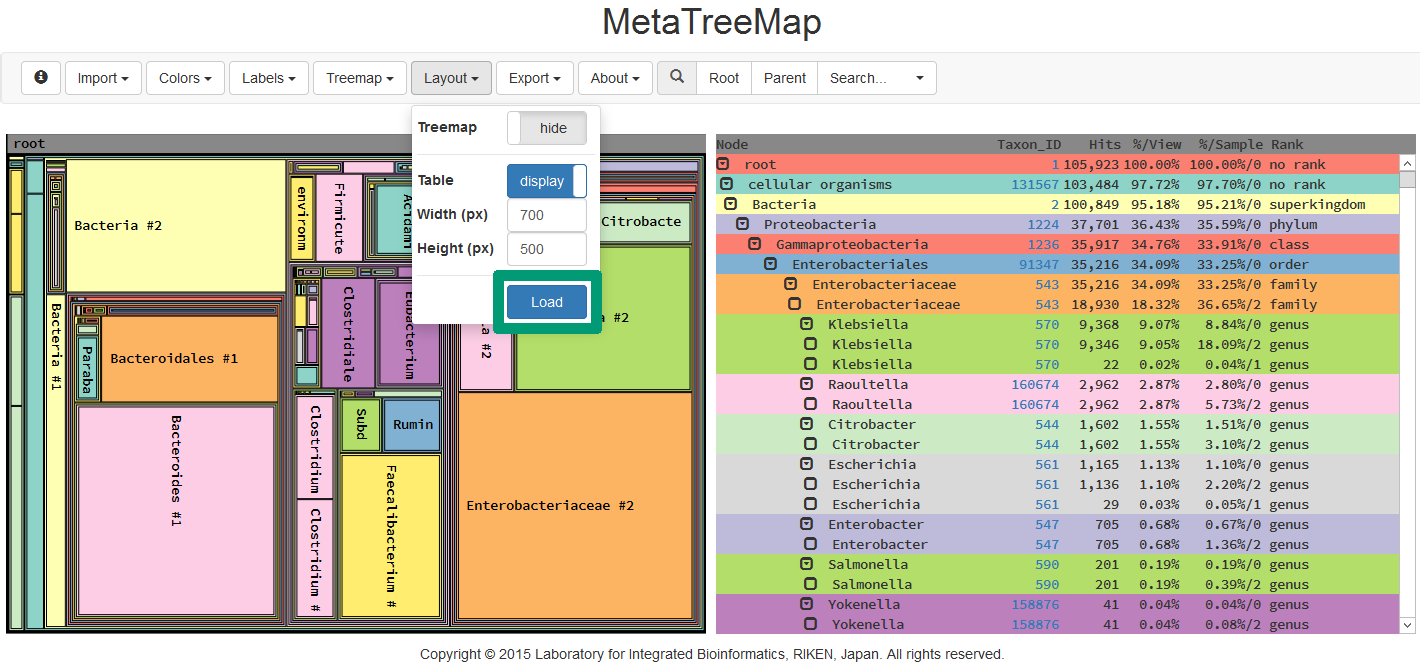 MetaTreeMap
Import Colors Labels Treemap Layout Export About Root Parent Search...
Treemap hide
Table display
Width (px) 700
Height (px) 500
Load
root
Bacteria #2
environm
Firmicute
Acidami
Citrobacte
Bacteria #1
Paraba
Bacteroidales #1
Clostridiale
Eubacterium
a #2
#2
Bacteroides #1
Clostridium
Subd
Rumin
Clostridium #
Faecalibacterium #
Enterobacteriaceae #2
Node Taxon_ID Hits %/View %/Sample Rank
root 1 105,923 100.00% 100.00%/0 no rank
cellular organisms 131567 103,484 97.72% 97.70%/0 no rank
Bacteria 2 100,849 95.18% 95.21%/0 superkingdom
Proteobacteria 1224 37,701 36.43% 35.59%/0 phylum
Gammaproteobacteria 1236 35,917 34.76% 33.91%/0 class
Enterobacteriales 91347 35,216 34.09% 33.25%/0 order
Enterobacteriaceae 543 35,216 34.09% 33.25%/0 family
Enterobacteriaceae 543 18,930 18.32% 36.65%/2 family
Klebsiella 570 9,368 9.07% 8.84%/0 genus
Klebsiella 570 9,346 9.05% 18.09%/2 genus
Klebsiella 570 22 0.02% 0.04%/1 genus
Raoultella 160674 2,962 2.87% 2.80%/0 genus
Raoultella 160674 2,962 2.87% 5.73%/2 genus
Citrobacter 544 1,602 1.55% 1.51%/0 genus
Citrobacter 544 1,602 1.55% 3.10%/2 genus
Escherichia 561 1,165 1.13% 1.10%/0 genus
Escherichia 561 1,136 1.10% 2.20%/2 genus
Escherichia 561 29 0.03% 0.05%/1 genus
Enterobacter 547 705 0.68% 0.67%/0 genus
Enterobacter 547 705 0.68% 1.36%/2 genus
Salmonella 590 201 0.19% 0.19%/0 genus
Salmonella 590 201 0.19% 0.39%/2 genus
Yokenella 158876 41 0.04% 0.04%/0 genus
Yokenella 158876 41 0.04% 0.08%/2 genus
Copyright © 2015 Laboratory for Integrated Bioinformatics, RIKEN, Japan. All rights reserved.